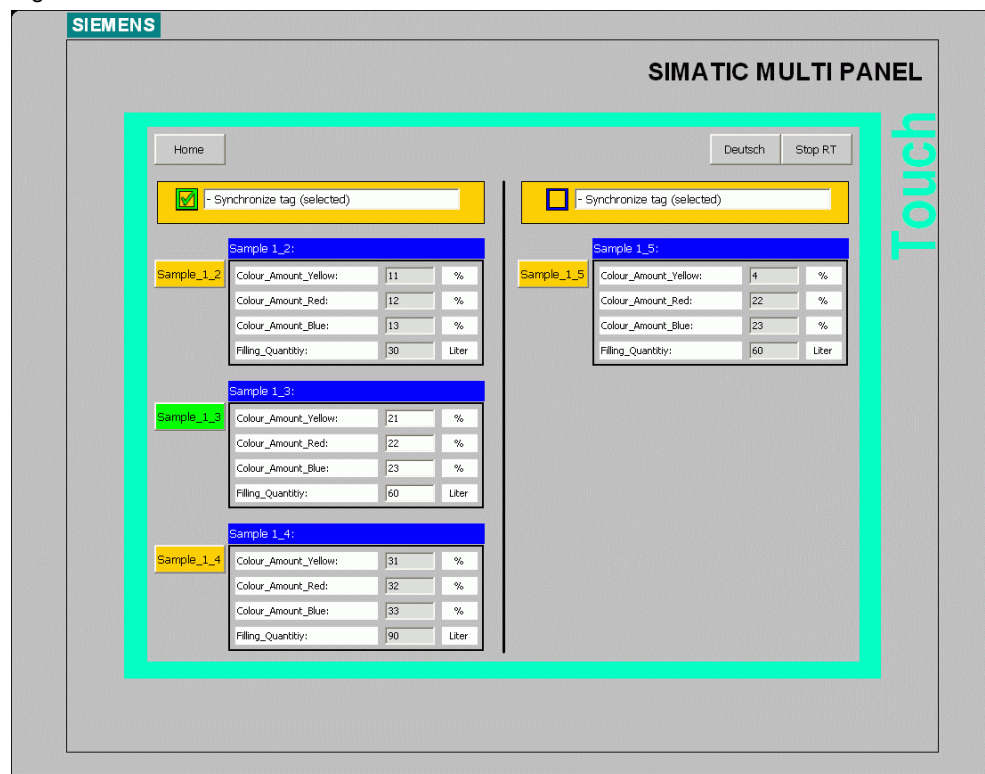 SIEMENS
SIMATIC MULTI PANEL
Touch
Home
Deutsch
Stop RT
- Synchronize tag (selected)
- Synchronize tag (selected)
Sample 1_2:
Sample_1_2
Colour_Amount_Yellow: 11 %
Colour_Amount_Red: 12 %
Colour_Amount_Blue: 13 %
Filling_Quantitiy: 30 Liter
Sample 1_3:
Sample_1_3
Colour_Amount_Yellow: 21 %
Colour_Amount_Red: 22 %
Colour_Amount_Blue: 23 %
Filling_Quantitiy: 60 Liter
Sample 1_4:
Sample_1_4
Colour_Amount_Yellow: 31 %
Colour_Amount_Red: 32 %
Colour_Amount_Blue: 33 %
Filling_Quantitiy: 90 Liter
Sample 1_5:
Sample_1_5
Colour_Amount_Yellow: 4 %
Colour_Amount_Red: 22 %
Colour_Amount_Blue: 23 %
Filling_Quantitiy: 60 Liter